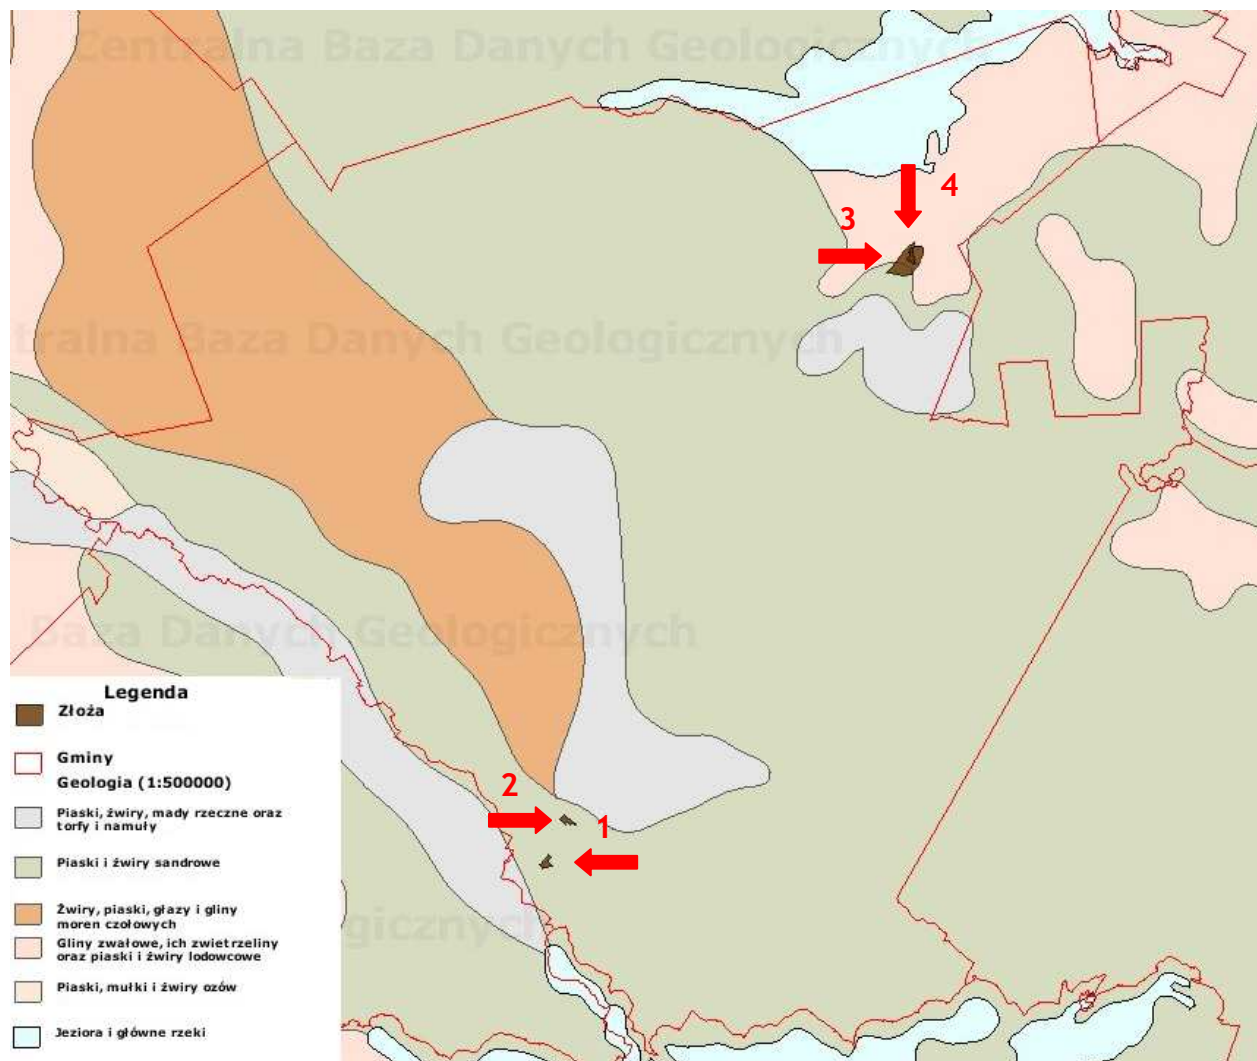 Centralna Baza Danych Geologicznych
4
3
tralna Baza Danych Geologicznych
Baza Danych Geologicznych
2
1
ogicznych
Legenda
Złoża
Gminy
Geologia (1:500000)
Piaski, żwiry, mady rzeczne oraz
torfy i namuły
Piaski i żwiry sandrowe
Żwiry, piaski, głazy i gliny
moren czołowych
Gliny zwałowe, ich zwietrzeliny
oraz piaski i żwiry lodowcowe
Piaski, mułki i żwiry ozów
Jeziora i główne rzeki